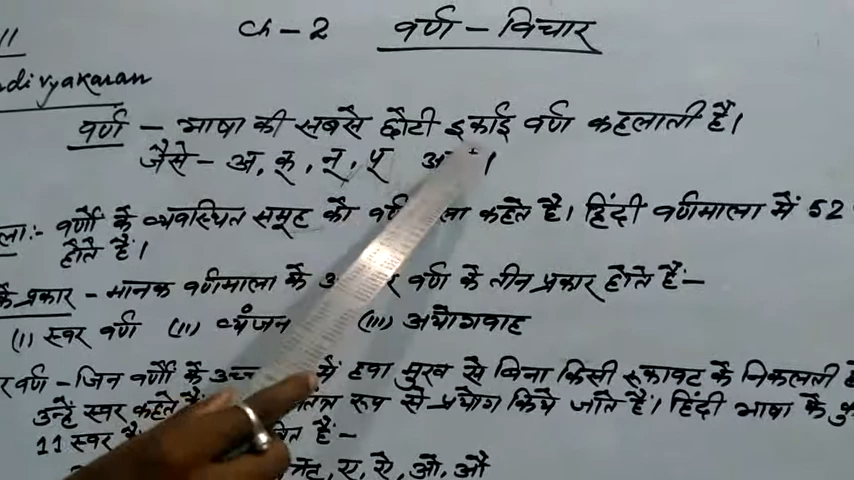 11
Ch - 2 वर्ण - विचार
di vyakaran
वर्ण - भाषा की सबसे छोटी इकाई वर्ण कहलाती है।
जैसे - अ, क्, न्, प्
वर्णों के व्यवस्थित समूह को कहते है। हिंदी वर्णमाला में 52
होते है।
के प्रकार - मानक वर्णमाला के वर्ण के तीन प्रकार होते है:-
(i) स्वर वर्ण (ii) व्यंजन (iii) अयोगवाह
वर्ण - जिन वर्णों के में हवा मुख से बिना किसी रुकावट के निकलती
उन्हें स्वर कहते रूप से प्रयोग किये जाते है। हिंदी भाषा के
11 स्वर है:-
ए, ऐ, ओ, औ